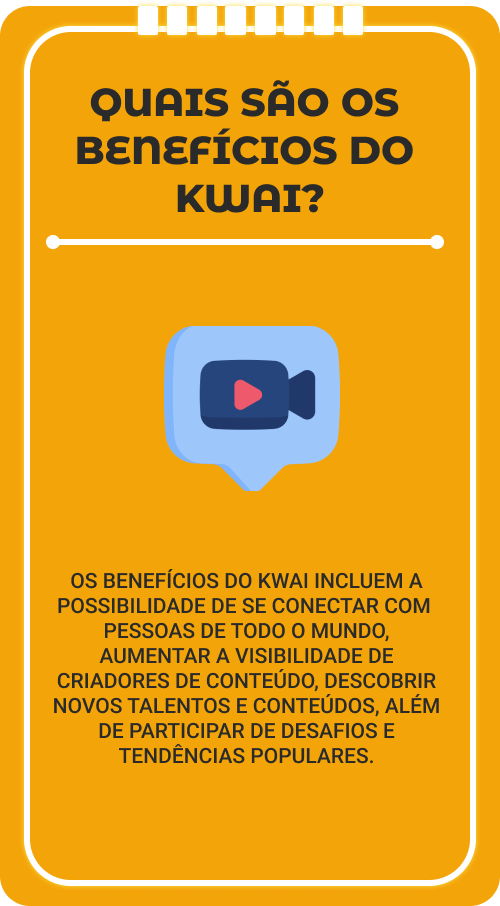 QUAIS SÃO OS
BENEFÍCIOS DO
KWAI?
OS BENEFÍCIOS DO KWAI INCLUEM A
POSSIBILIDADE DE SE CONECTAR COM
PESSOAS DE TODO O MUNDO,
AUMENTAR A VISIBILIDADE DE
CRIADORES DE CONTEÚDO, DESCOBRIR
NOVOS TALENTOS E CONTEÚDOS, ALÉM
DE PARTICIPAR DE DESAFIOS E
TENDÊNCIAS POPULARES.